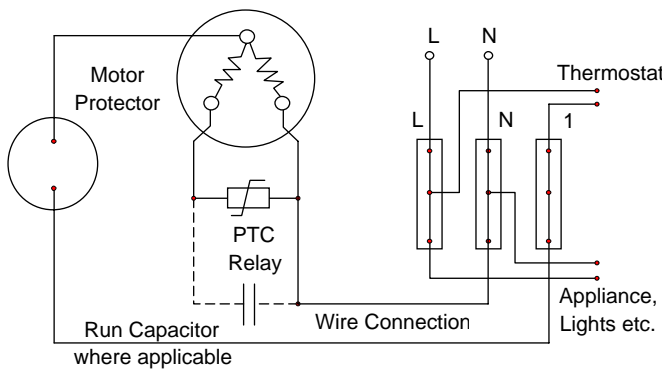 L N
Thermostat
Motor
Protector
L N 1
PTC
Relay
Appliance,
Lights etc.
Wire Connection
Run Capacitor
where applicable